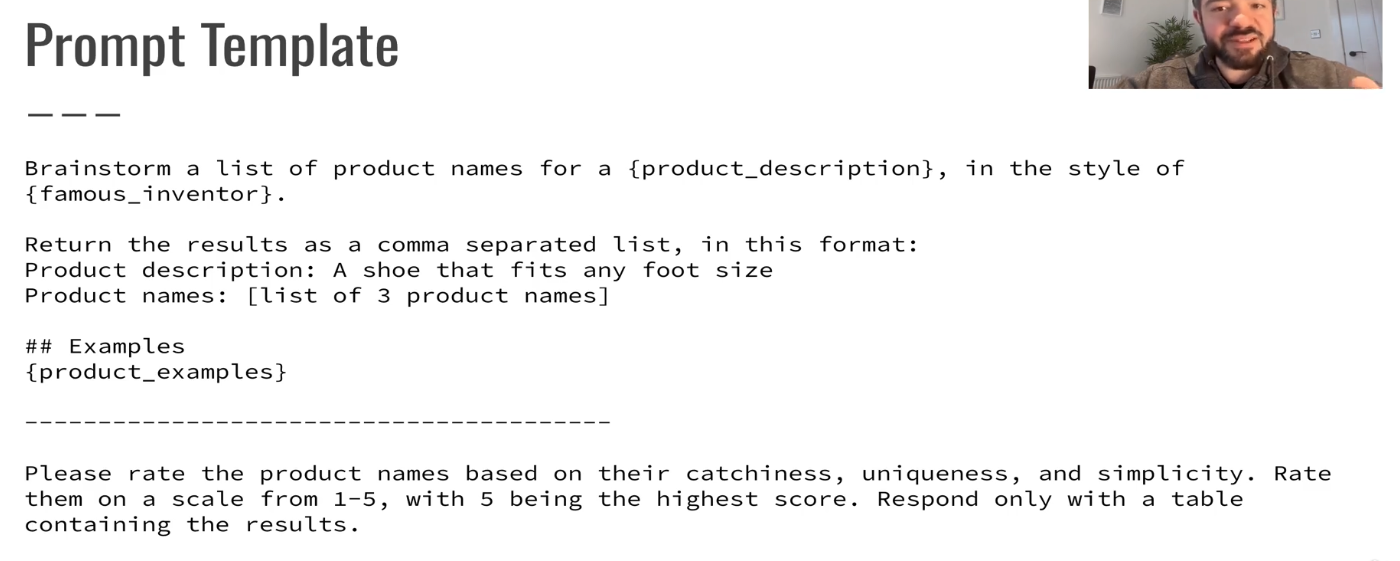 Prompt Template
Brainstorm a list of product names for a {product_description}, in the style of
{famous_inventor}.
Return the results as a comma separated list, in this format:
Product description: A shoe that fits any foot size
Product names: [list of 3 product names]
## Examples
{product_examples}
----------------------------------------
Please rate the product names based on their catchiness, uniqueness, and simplicity. Rate
them on a scale from 1-5, with 5 being the highest score. Respond only with a table
containing the results.